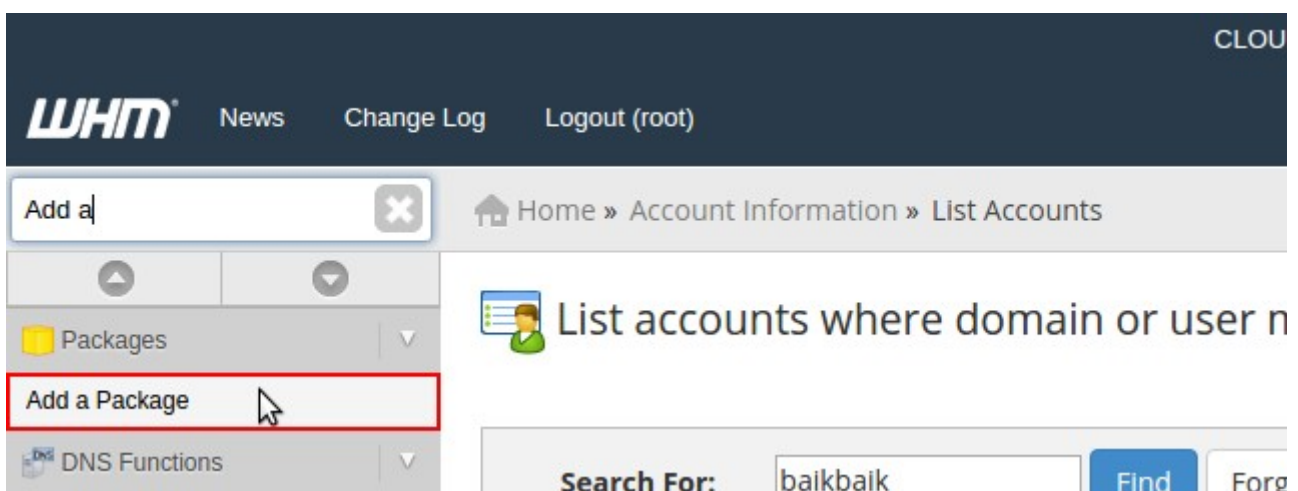 CLOU
WHM News Change Log Logout (root)
Add a
Home » Account Information » List Accounts
Packages
List accounts where domain or user
Add a Package
DNS Functions
Search For: baikbaik Find Forg